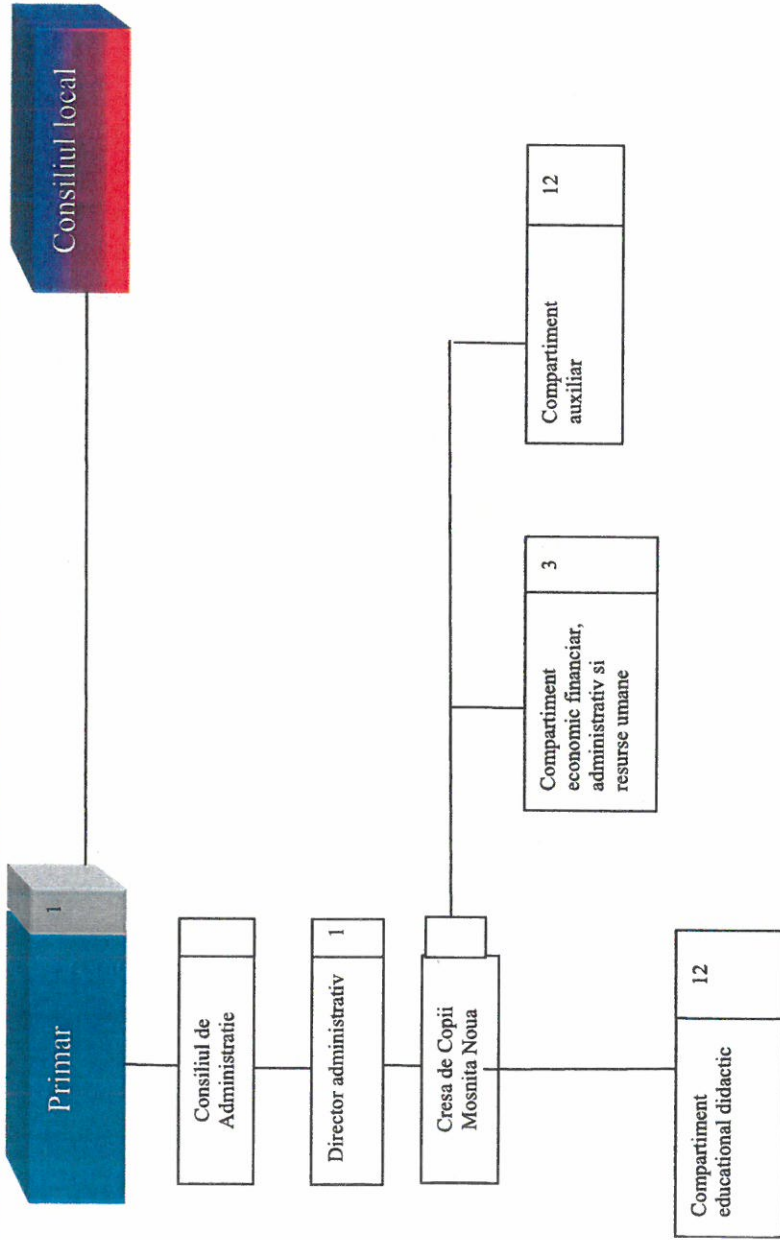 Primar
1
Consiliul local
Consiliul de
Administratie
Director administrativ
1
Cresa de Copii
Mosnita Noua
Compartiment
educational didactic
12
Compartiment
economic financiar,
administrativ si
resurse umane
3
Compartiment
auxiliar
12